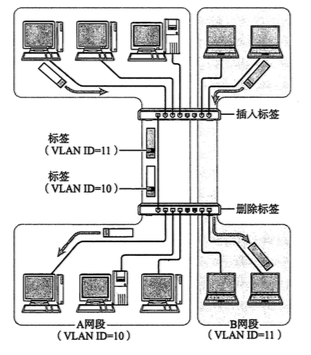 插入标签
标签
（VLAN ID=11）
标签
（VLAN ID=10）
删除标签
A网段
（VLAN ID=10）
B网段
（VLAN ID=11）